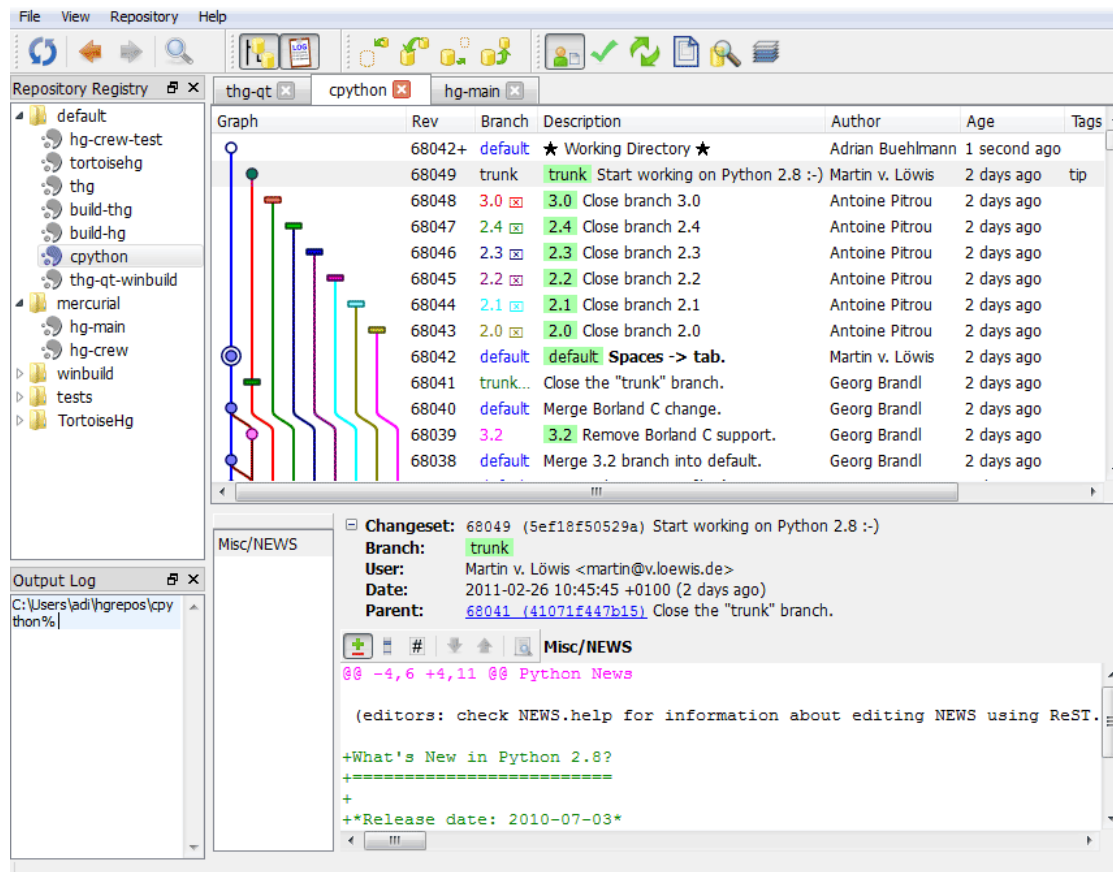 File View Repository Help
Repository Registry
default
hg-crew-test
tortoisehg
thg
build-thg
build-hg
cpython
thg-qt-winbuild
mercurial
hg-main
hg-crew
winbuild
tests
TortoiseHg
Output Log
C:\Users\adi\hgrepos\cpy
thon%
LOG
thg-qt cpython hg-main
Graph Rev Branch Description Author Age Tags
68042+ default ★ Working Directory ★ Adrian Buehlmann 1 second ago
68049 trunk trunk Start working on Python 2.8 :-) Martin v. Löwis 2 days ago tip
68048 3.0 3.0 Close branch 3.0 Antoine Pitrou 2 days ago
68047 2.4 2.4 Close branch 2.4 Antoine Pitrou 2 days ago
68046 2.3 2.3 Close branch 2.3 Antoine Pitrou 2 days ago
68045 2.2 2.2 Close branch 2.2 Antoine Pitrou 2 days ago
68044 2.1 2.1 Close branch 2.1 Antoine Pitrou 2 days ago
68043 2.0 2.0 Close branch 2.0 Antoine Pitrou 2 days ago
68042 default default Spaces -> tab. Martin v. Löwis 2 days ago
68041 trunk... Close the "trunk" branch. Georg Brandl 2 days ago
68040 default Merge Borland C change. Georg Brandl 2 days ago
68039 3.2 3.2 Remove Borland C support. Georg Brandl 2 days ago
68038 default Merge 3.2 branch into default. Georg Brandl 2 days ago
Misc/NEWS
Changeset: 68049 (5ef18f50529a) Start working on Python 2.8 :-)
Branch: trunk
User: Martin v. Löwis <martin@v.loewis.de>
Date: 2011-02-26 10:45:45 +0100 (2 days ago)
Parent: 68041 (41071f447b15) Close the "trunk" branch.
# Misc/NEWS
@@ -4,6 +4,11 @@ Python News
(editors: check NEWS.help for information about editing NEWS using ReST.
+What's New in Python 2.8?
+=========================
+
+*Release date: 2010-07-03*